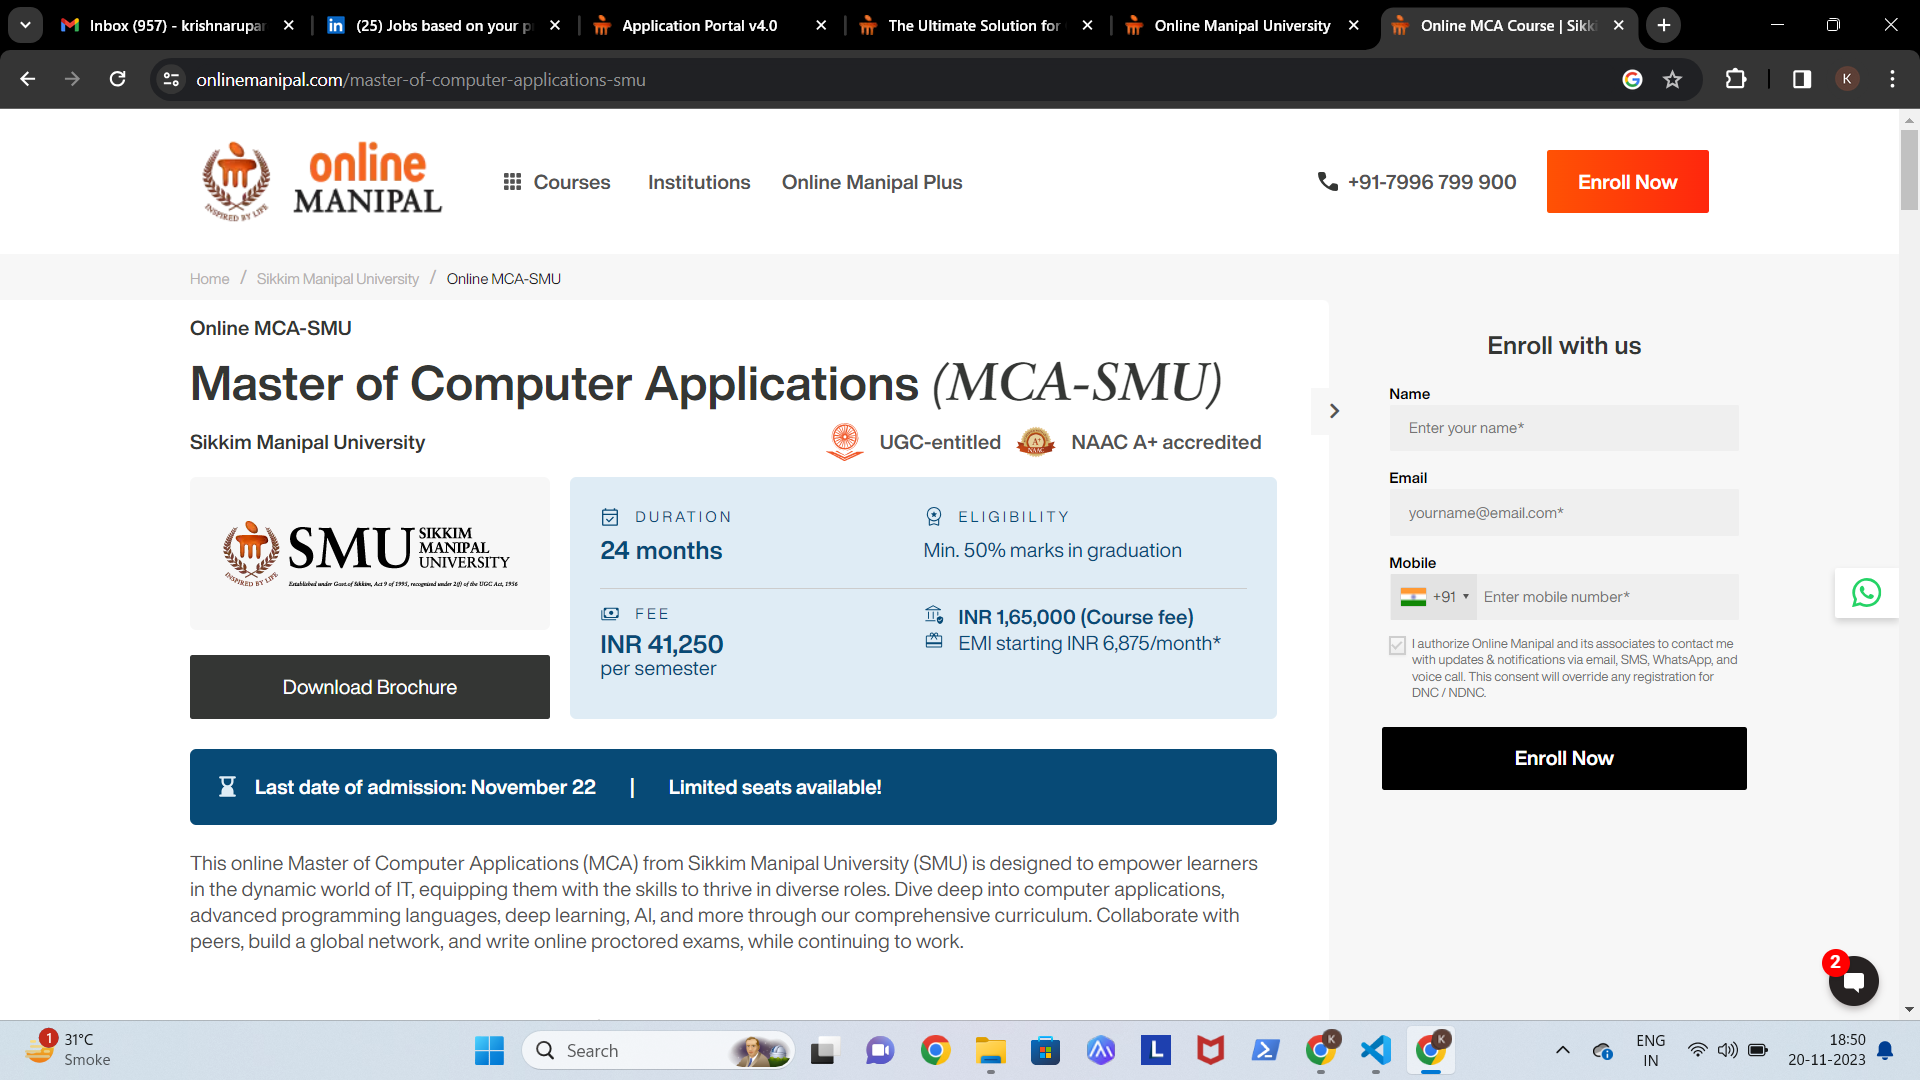 Inbox (957) - krishnarupar
(25) Jobs based on your p
Application Portal v4.0
The Ultimate Solution for
Online Manipal University
Online MCA Course | Sikki
onlinemanipal.com/master-of-computer-applications-smu
K
INSPIRED BY LIFE
online
MANIPAL
Courses
Institutions
Online Manipal Plus
+91-7996 799 900
Enroll Now
Home / Sikkim Manipal University / Online MCA-SMU
Online MCA-SMU
Master of Computer Applications (MCA-SMU)
Sikkim Manipal University
UGC-entitled
A+
NAAC
NAAC A+ accredited
INSPIRED BY LIFE
SMU
SIKKIM
MANIPAL
UNIVERSITY
Established under Govt.of Sikkim, Act 9 of 1995, recognised under 2(f) of the UGC Act, 1956
Download Brochure
DURATION
24 months
ELIGIBILITY
Min. 50% marks in graduation
FEE
INR 41,250
per semester
INR 1,65,000 (Course fee)
EMI starting INR 6,875/month*
Last date of admission: November 22 | Limited seats available!
This online Master of Computer Applications (MCA) from Sikkim Manipal University (SMU) is designed to empower learners
in the dynamic world of IT, equipping them with the skills to thrive in diverse roles. Dive deep into computer applications,
advanced programming languages, deep learning, AI, and more through our comprehensive curriculum. Collaborate with
peers, build a global network, and write online proctored exams, while continuing to work.
Enroll with us
Name
Enter your name*
Email
yourname@email.com*
Mobile
+91
Enter mobile number*
I authorize Online Manipal and its associates to contact me
with updates & notifications via email, SMS, WhatsApp, and
voice call. This consent will override any registration for
DNC / NDNC.
Enroll Now
2
1
31°C
Smoke
Search
L
K
K
ENG
IN
18:50
20-11-2023